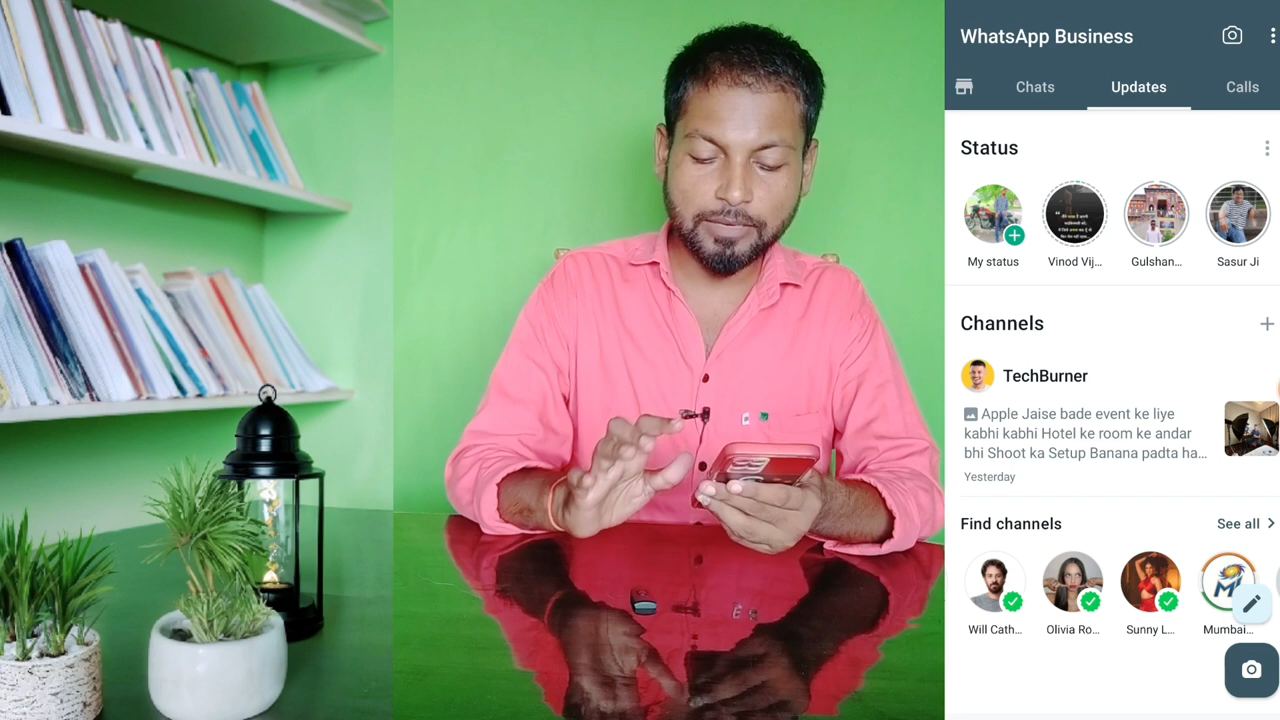 WhatsApp Business
Chats
Updates
Calls
Status
My status
Vinod Vij...
Gulshan...
Sasur Ji
Channels
TechBurner
Apple Jaise bade event ke liye
kabhi kabhi Hotel ke room ke andar
bhi Shoot ka Setup Banana padta ha...
Yesterday
Find channels
See all
Will Cath...
Olivia Ro...
Sunny L...
Mumbai...